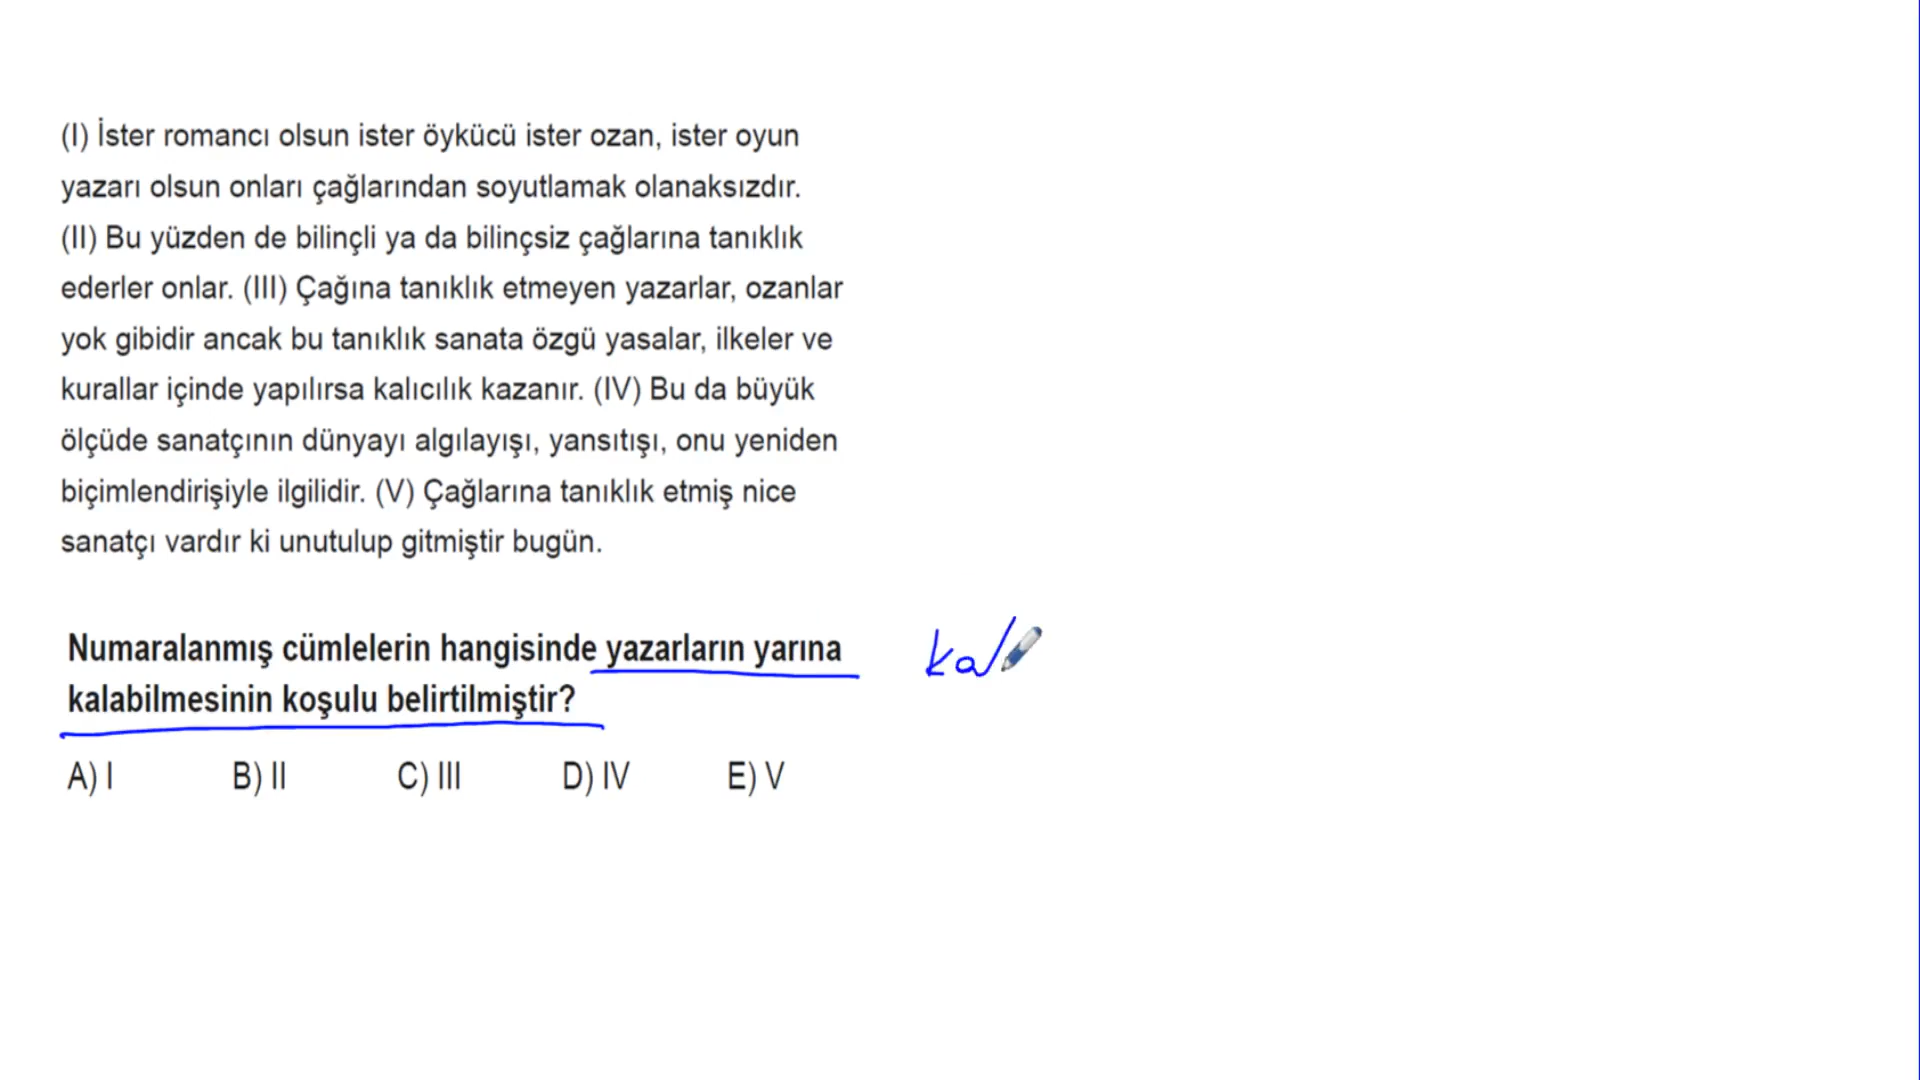 (I) İster romancı olsun ister öykücü ister ozan, ister oyun
yazarı olsun onları çağlarından soyutlamak olanaksızdır.
(II) Bu yüzden de bilinçli ya da bilinçsiz çağlarına tanıklık
ederler onlar. (III) Çağına tanıklık etmeyen yazarlar, ozanlar
yok gibidir ancak bu tanıklık sanata özgü yasalar, ilkeler ve
kurallar içinde yapılırsa kalıcılık kazanır. (IV) Bu da büyük
ölçüde sanatçının dünyayı algılayışı, yansıtışı, onu yeniden
biçimlendirişiyle ilgilidir. (V) Çağlarına tanıklık etmiş nice
sanatçı vardır ki unutulup gitmiştir bugün.
Numaralanmış cümlelerin hangisinde yazarların yarına
kalabilmesinin koşulu belirtilmiştir?
kal
A) I B) II C) III D) IV E) V